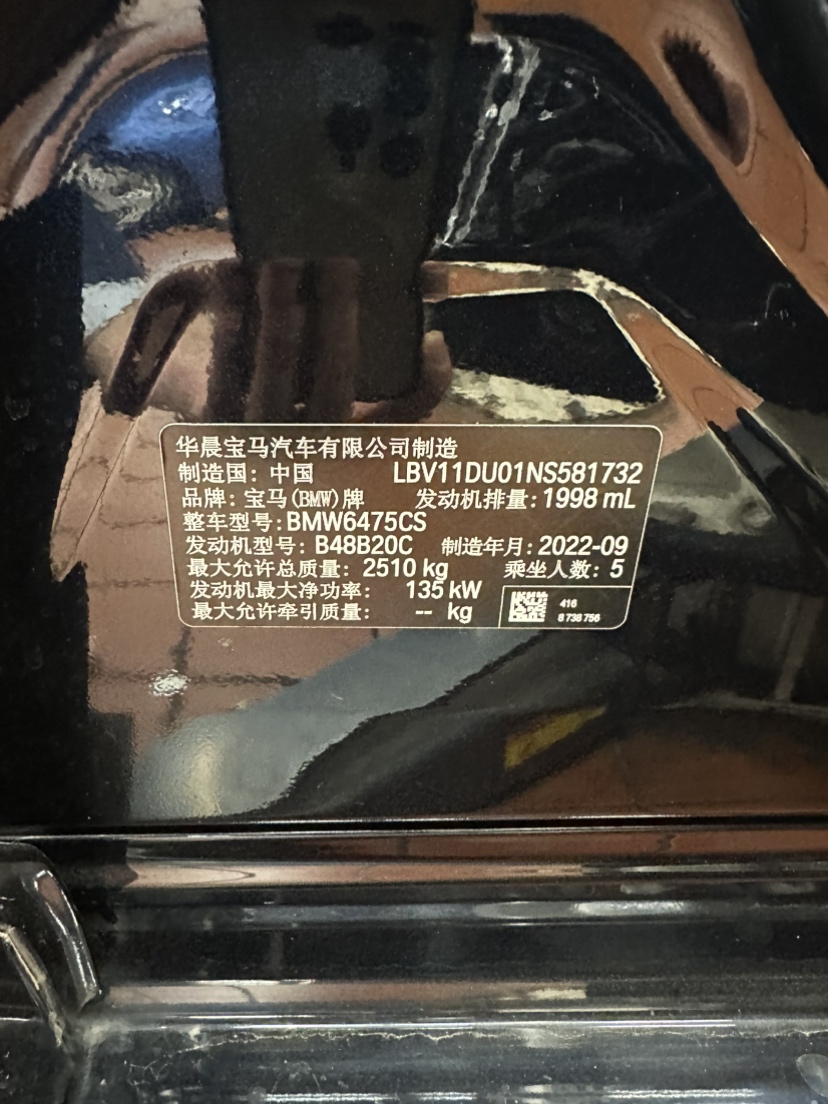 华晨宝马汽车有限公司制造
制造国: 中国 LBV11DU01NS581732
品牌: 宝马(BMW)牌 发动机排量: 1998 mL
整车型号: BMW6475CS
发动机型号: B48B20C 制造年月: 2022-09
最大允许总质量: 2510 kg 乘坐人数: 5
发动机最大净功率: 135 kW
最大允许牵引质量: -- kg
416
8 738 756